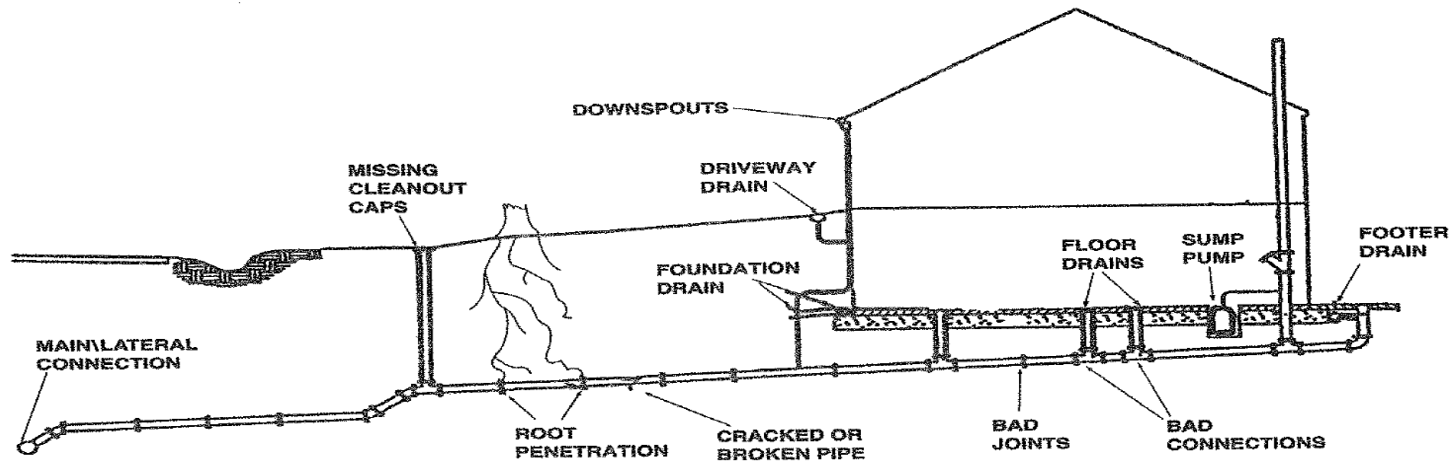 DOWNSPOUTS
MISSING
CLEANOUT
CAPS
DRIVEWAY
DRAIN
FOUNDATION
DRAIN
FLOOR
DRAINS
SUMP
PUMP
FOOTER
DRAIN
MAIN\LATERAL
CONNECTION
ROOT
PENETRATION
CRACKED OR
BROKEN PIPE
BAD
JOINTS
BAD
CONNECTIONS